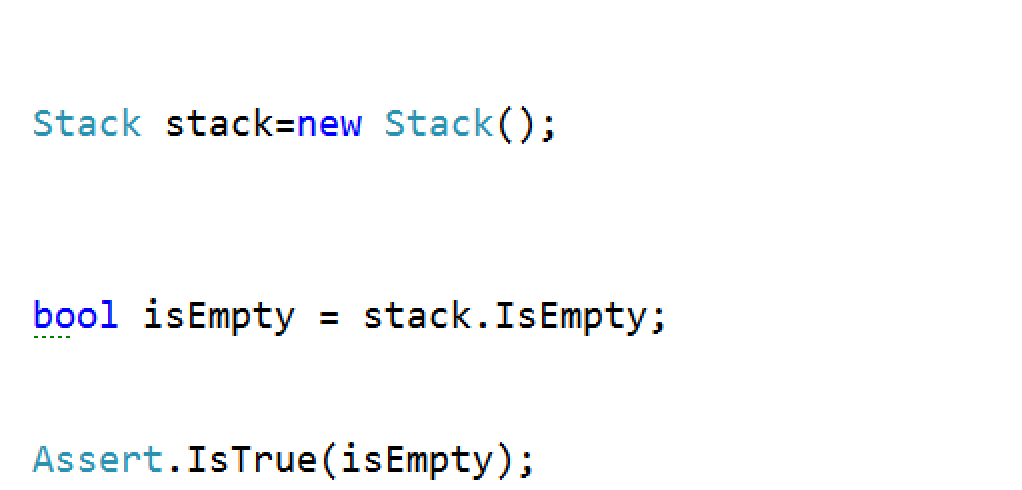 Stack stack=new Stack();
bool isEmpty = stack.IsEmpty;
Assert.IsTrue(isEmpty);